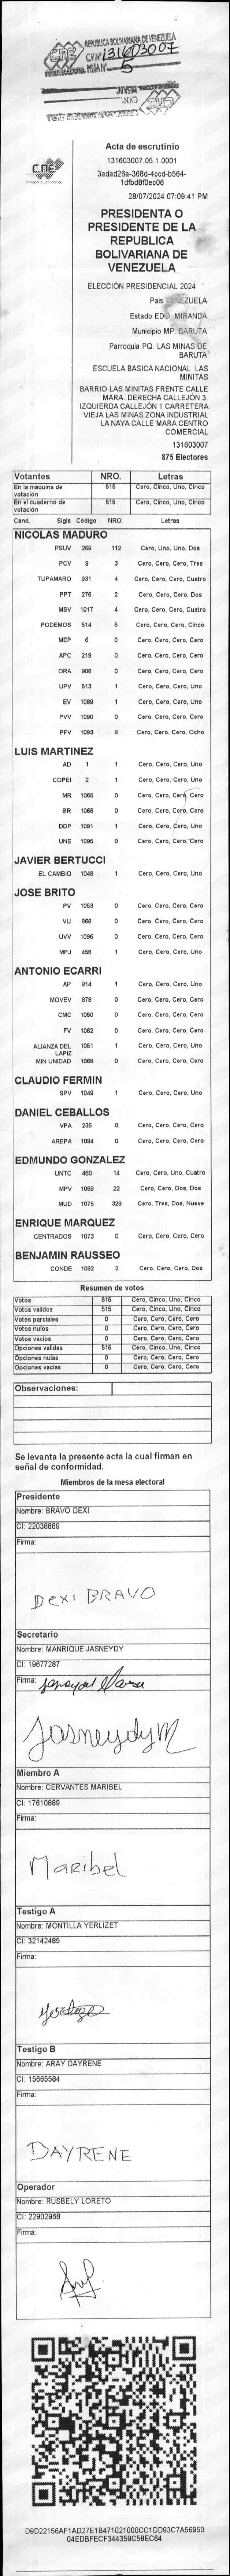 CNE REPUBLICA BOLIVARIANA DE VENEZUELA
131603007
5
CNE
Acta de escrutinio
131603007.05.1.0001
3adad26a-368d-4ccd-b564-
1dfbd8f0ec06
28/07/2024 07:09:41 PM
PRESIDENTA O
PRESIDENTE DE LA
REPUBLICA
BOLIVARIANA DE
VENEZUELA
ELECCIÓN PRESIDENCIAL 2024
Pais VENEZUELA
Estado EDO. MIRANDA
Municipio MP. BARUTA
Parroquia PQ. LAS MINAS DE
BARUTA
ESCUELA BASICA NACIONAL LAS
MINITAS
BARRIO LAS MINITAS FRENTE CALLE
MARA. DERECHA CALLEJÓN 3.
IZQUIERDA CALLEJÓN 1 CARRETERA
VIEJA LAS MINAS ZONA INDUSTRIAL
LA NAYA CALLE MARA CENTRO
COMERCIAL
131603007
875 Electores
Votantes NRO. Letras
En la máquina de votación 515 Cero, Cinco, Uno, Cinco
En el cuaderno de votación 515 Cero, Cinco, Uno, Cinco
Cand. Sigla Código NRO. Letras
NICOLAS MADURO
PSUV 269 112 Cero, Uno, Uno, Dos
PCV 9 3 Cero, Cero, Cero, Tres
TUPAMARO 931 4 Cero, Cero, Cero, Cuatro
PPT 276 2 Cero, Cero, Cero, Dos
MSV 1017 4 Cero, Cero, Cero, Cuatro
PODEMOS 514 5 Cero, Cero, Cero, Cinco
MEP 6 0 Cero, Cero, Cero, Cero
APC 219 0 Cero, Cero, Cero, Cero
ORA 906 0 Cero, Cero, Cero, Cero
UPV 513 1 Cero, Cero, Cero, Uno
EV 1089 1 Cero, Cero, Cero, Uno
PVV 1090 0 Cero, Cero, Cero, Cero
PFV 1093 8 Cero, Cero, Cero, Ocho
LUIS MARTINEZ
AD 1 1 Cero, Cero, Cero, Uno
COPEI 2 1 Cero, Cero, Cero, Uno
MR 1065 0 Cero, Cero, Cero, Cero
BR 1066 0 Cero, Cero, Cero, Cero
DDP 1091 1 Cero, Cero, Cero, Uno
UNE 1095 0 Cero, Cero, Cero, Cero
JAVIER BERTUCCI
EL CAMBIO 1048 1 Cero, Cero, Cero, Uno
JOSE BRITO
PV 1053 0 Cero, Cero, Cero, Cero
VU 868 0 Cero, Cero, Cero, Cero
UVV 1096 0 Cero, Cero, Cero, Cero
MPJ 458 1 Cero, Cero, Cero, Uno
ANTONIO ECARRI
AP 914 1 Cero, Cero, Cero, Uno
MOVEV 878 0 Cero, Cero, Cero, Cero
CMC 1050 0 Cero, Cero, Cero, Cero
FV 1062 0 Cero, Cero, Cero, Cero
ALIANZA DEL LAPIZ 1051 1 Cero, Cero, Cero, Uno
MIN UNIDAD 1068 0 Cero, Cero, Cero, Cero
CLAUDIO FERMIN
SPV 1049 1 Cero, Cero, Cero, Uno
DANIEL CEBALLOS
VPA 236 0 Cero, Cero, Cero, Cero
AREPA 1094 0 Cero, Cero, Cero, Cero
EDMUNDO GONZALEZ
UNTC 460 14 Cero, Cero, Uno, Cuatro
MPV 1069 22 Cero, Cero, Dos, Dos
MUD 1076 329 Cero, Tres, Dos, Nueve
ENRIQUE MARQUEZ
CENTRADOS 1073 0 Cero, Cero, Cero, Cero
BENJAMIN RAUSSEO
CONDE 1092 2 Cero, Cero, Cero, Dos
Resumen de votos
Votos 515 Cero, Cinco, Uno, Cinco
Votos validos 515 Cero, Cinco, Uno, Cinco
Votos parciales 0 Cero, Cero, Cero, Cero
Votos nulos 0 Cero, Cero, Cero, Cero
Votos vacíos 0 Cero, Cero, Cero, Cero
Opciones validas 515 Cero, Cinco, Uno, Cinco
Opciones nulas 0 Cero, Cero, Cero, Cero
Opciones vacias 0 Cero, Cero, Cero, Cero
Observaciones:
Se levanta la presente acta la cual firman en
señal de conformidad.
Miembros de la mesa electoral
Presidente
Nombre: BRAVO DEXI
CI: 22038889
Firma:
DEXI BRAVO
Secretario
Nombre: MANRIQUE JASNEYDY
CI: 19677287
Firma:
Jasneydy M
Miembro A
Nombre: CERVANTES MARIBEL
CI: 17610889
Firma:
Maribel
Testigo A
Nombre: MONTILLA YERLIZET
CI: 32142485
Firma:
Testigo B
Nombre: ARAY DAYRENE
CI: 15665584
Firma:
DAYRENE
Operador
Nombre: RUSBELY LORETO
CI: 22902968
Firma:
D9D22156AF1AD27E1B471021000CC1DD93C7A56950
04EDBFECF344359C58EC64